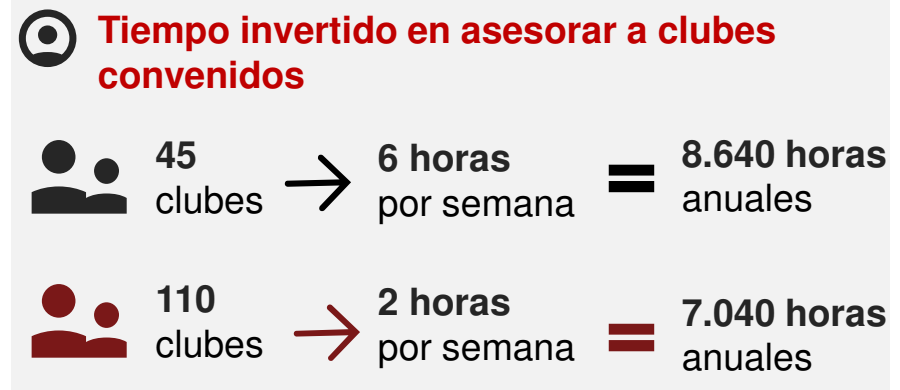 Tiempo invertido en asesorar a clubes
convenidos
45
clubes
6 horas
por semana
=
8.640 horas
anuales
110
clubes
2 horas
por semana
=
7.040 horas
anuales